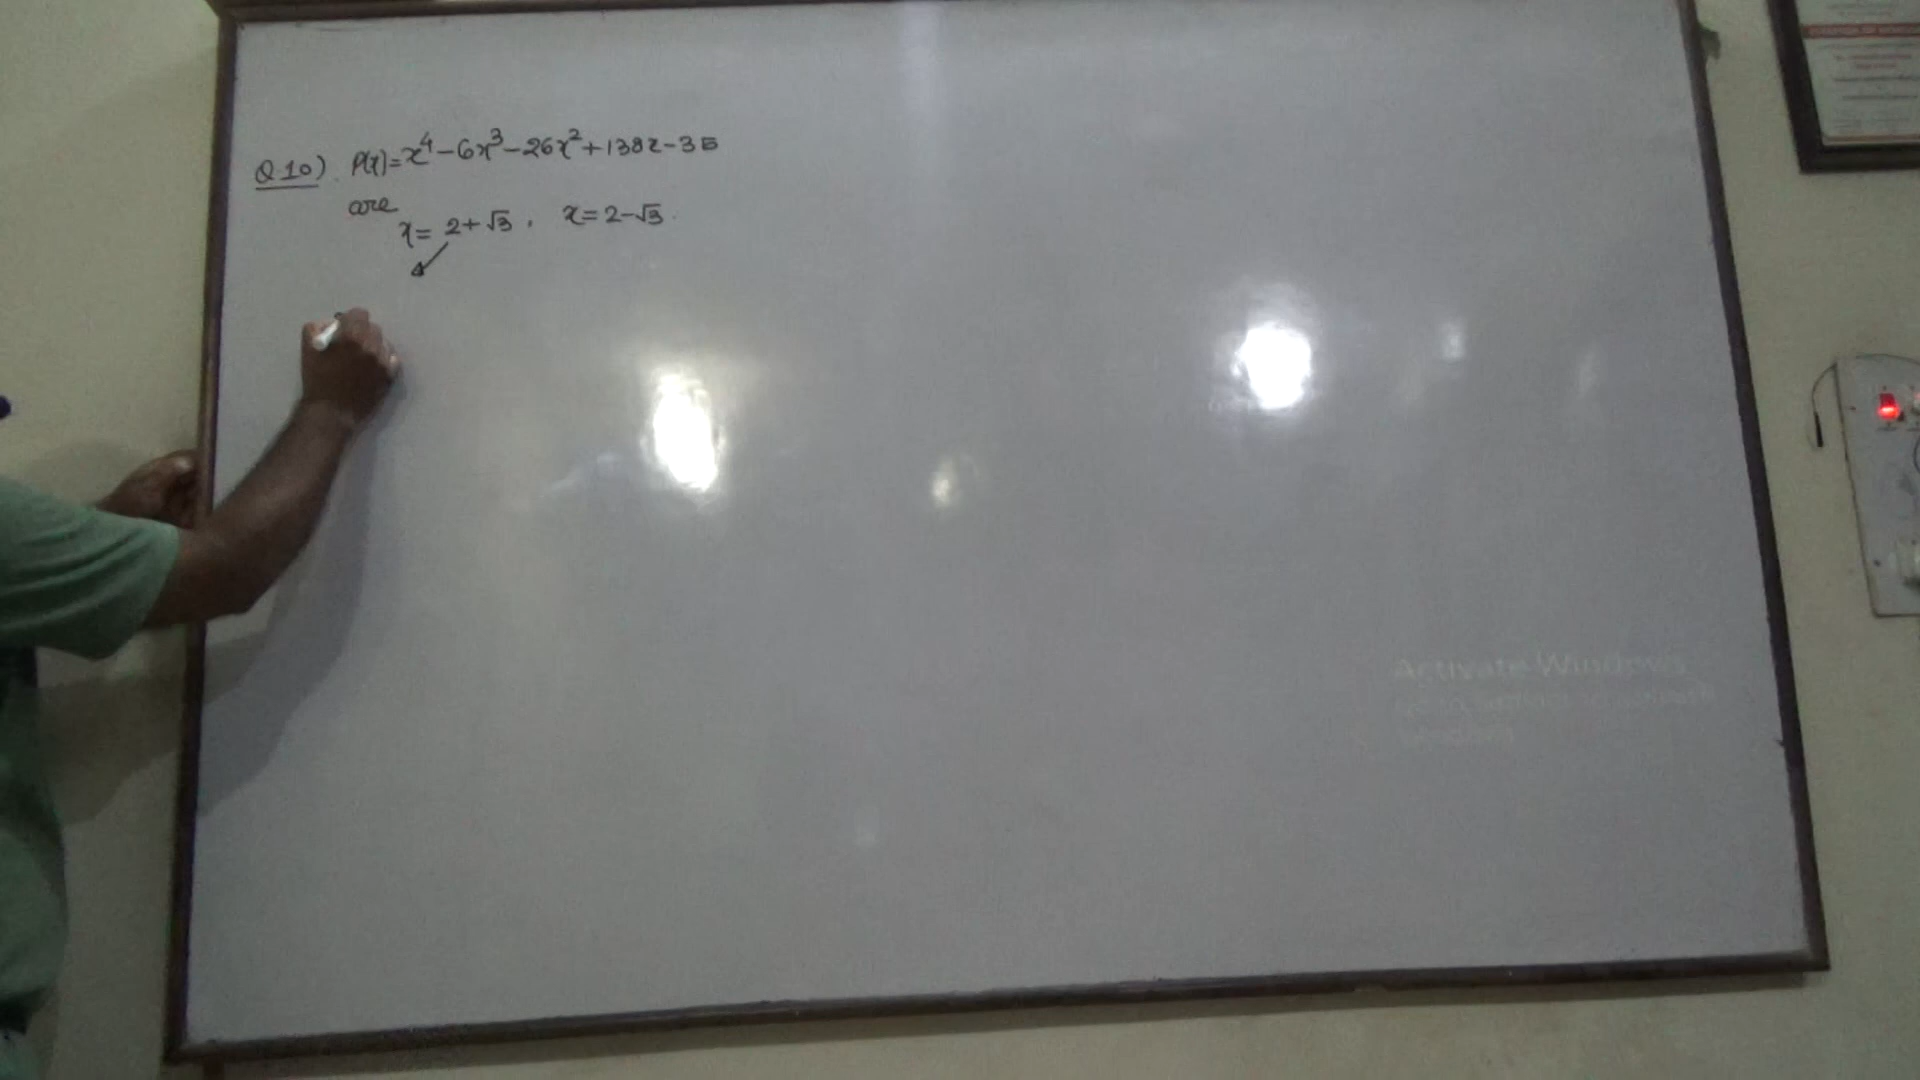 Q.10) P(x)=x⁴-6x³-26x²+138x-35
are
x= 2+√3, x=2-√3.
Activate Windows